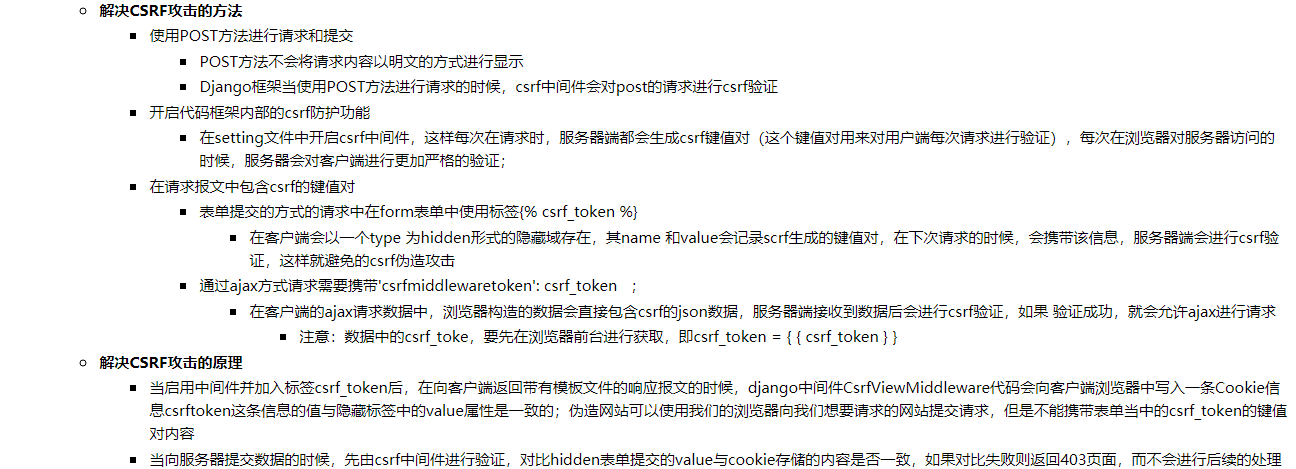 解决CSRF攻击的方法
使用POST方法进行请求和提交
POST方法不会将请求内容以明文的方式进行显示
Django框架当使用POST方法进行请求的时候，csrf中间件会对post的请求进行csrf验证
开启代码框架内部的csrf防护功能
在setting文件中开启csrf中间件，这样每次在请求时，服务器端都会生成csrf键值对（这个键值对用来对用户端每次请求进行验证），每次在浏览器对服务器访问的
时候，服务器会对客户端进行更加严格的验证；
在请求报文中包含csrf的键值对
表单提交的方式的请求中在form表单中使用标签{% csrf_token %}
在客户端会以一个type 为hidden形式的隐藏域存在，其name 和value会记录scrf生成的键值对，在下次请求的时候，会携带该信息，服务器端会进行csrf验
证，这样就避免的csrf伪造攻击
通过ajax方式请求需要携带'csrfmiddlewaretoken': csrf_token ；
在客户端的ajax请求数据中，浏览器构造的数据会直接包含csrf的json数据，服务器端接收到数据后会进行csrf验证，如果 验证成功，就会允许ajax进行请求
注意：数据中的csrf_toke，要先在浏览器前台进行获取，即csrf_token = { { csrf_token } }
解决CSRF攻击的原理
当启用中间件并加入标签csrf_token后，在向客户端返回带有模板文件的响应报文的时候，django中间件CsrfViewMiddleware代码会向客户端浏览器中写入一条Cookie信
息csrftoken这条信息的值与隐藏标签中的value属性是一致的；伪造网站可以使用我们的浏览器向我们想要请求的网站提交请求，但是不能携带表单当中的csrf_token的键值
对内容
当向服务器提交数据的时候，先由csrf中间件进行验证，对比hidden表单提交的value与cookie存储的内容是否一致，如果对比失败则返回403页面，而不会进行后续的处理